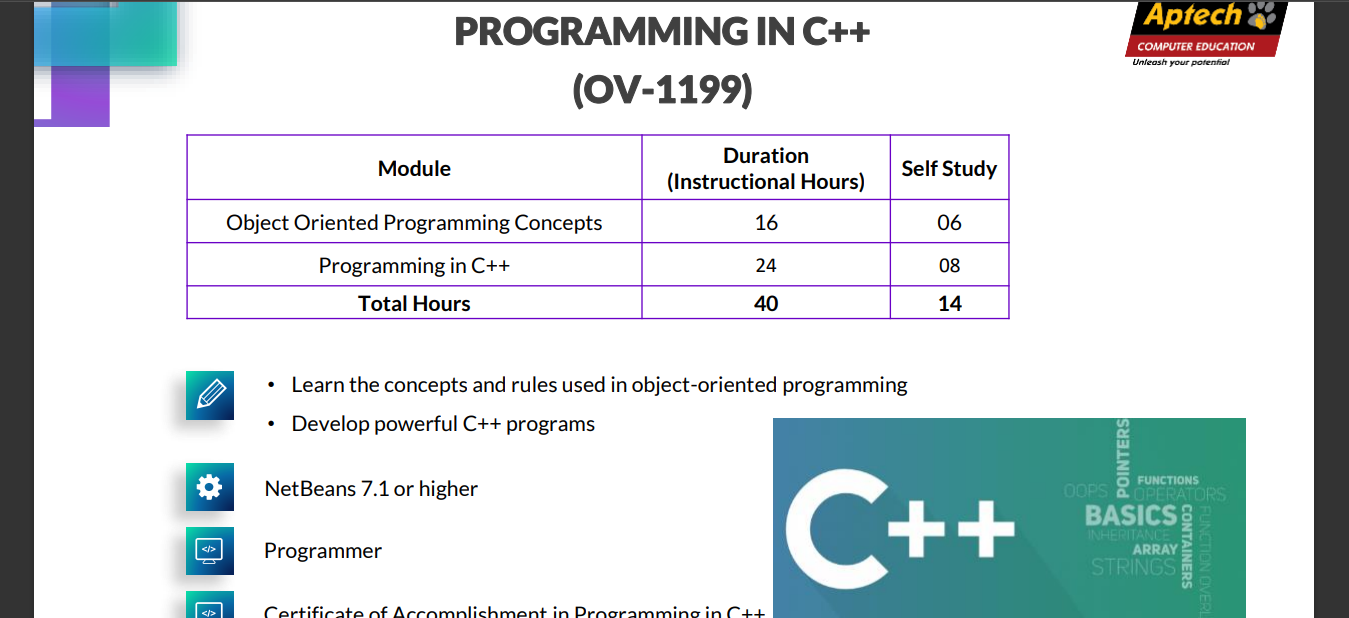 PROGRAMMING IN C++
(OV-1199)
Aptech
COMPUTER EDUCATION
Unleash your potential
Module
Duration
(Instructional Hours)
Self Study
Object Oriented Programming Concepts
16
06
Programming in C++
24
08
Total Hours
40
14
• Learn the concepts and rules used in object-oriented programming
• Develop powerful C++ programs
NetBeans 7.1 or higher
</>
Programmer
</>
Certificate of Accomplishment in Programming in C++
C++
POINTERS
OOPS
FUNCTIONS
OPERATORS
BASICS
INHERITANCE
ARRAY
STRINGS
CONTAINERS
FUNCTION